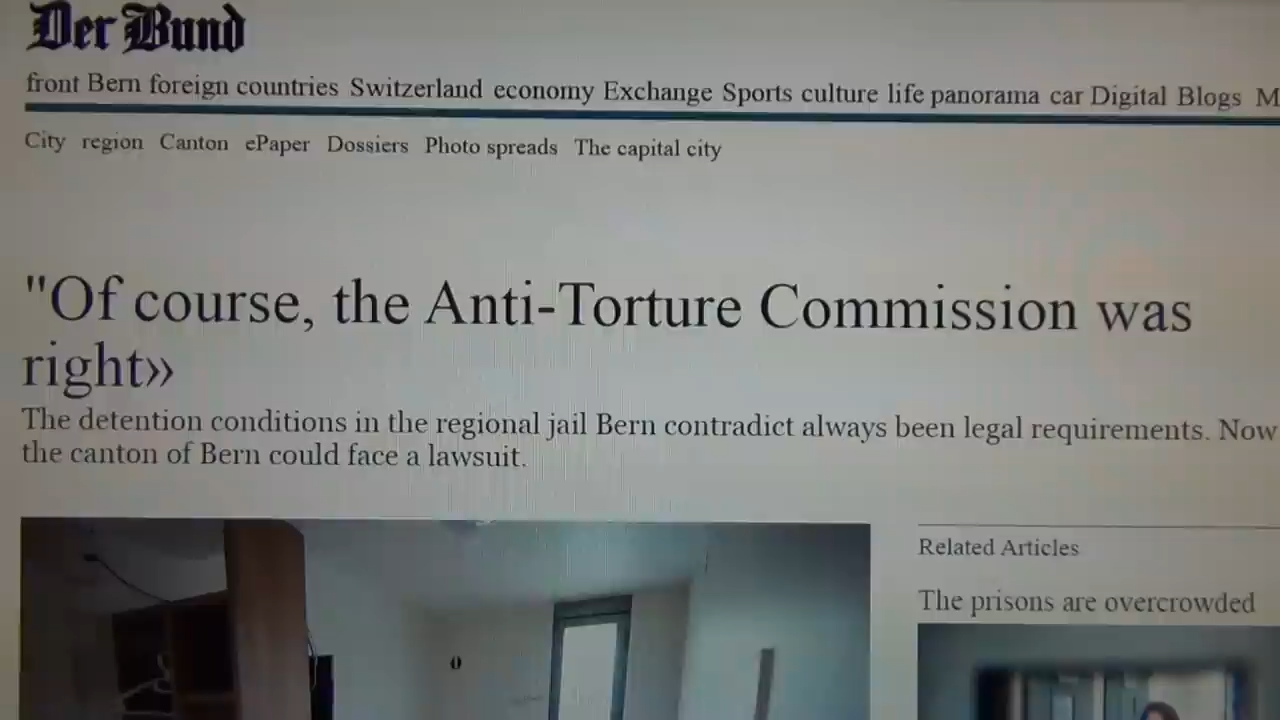 Der Bund
front Bern foreign countries Switzerland economy Exchange Sports culture life panorama car Digital Blogs M
City region Canton ePaper Dossiers Photo spreads The capital city
"Of course, the Anti-Torture Commission was
right»
The detention conditions in the regional jail Bern contradict always been legal requirements. Now
the canton of Bern could face a lawsuit.
Related Articles
The prisons are overcrowded